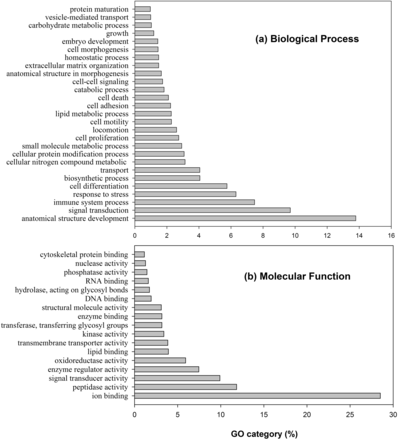 (a) Biological Process
protein maturation
vesicle-mediated transport
carbohydrate metabolic process
growth
embryo development
cell morphogenesis
homeostatic process
extracellular matrix organization
anatomical structure in morphogenesis
cell-cell signaling
catabolic process
cell death
cell adhesion
lipid metabolic process
cell motility
locomotion
cell proliferation
small molecule metabolic process
cellular protein modification process
cellular nitrogen compound metabolic
transport
biosynthetic process
cell differentiation
response to stress
immune system process
signal transduction
anatomical structure development
0 2 4 6 8 10 12 14 16
(b) Molecular Function
cytoskeletal protein binding
nuclease activity
phosphatase activity
RNA binding
hydrolase, acting on glycosyl bonds
DNA binding
structural molecule activity
enzyme binding
transferase, transferring glycosyl groups
kinase activity
transmembrane transporter activity
lipid binding
oxidoreductase activity
enzyme regulator activity
signal transducer activity
peptidase activity
ion binding
0 5 10 15 20 25 30
GO category (%)